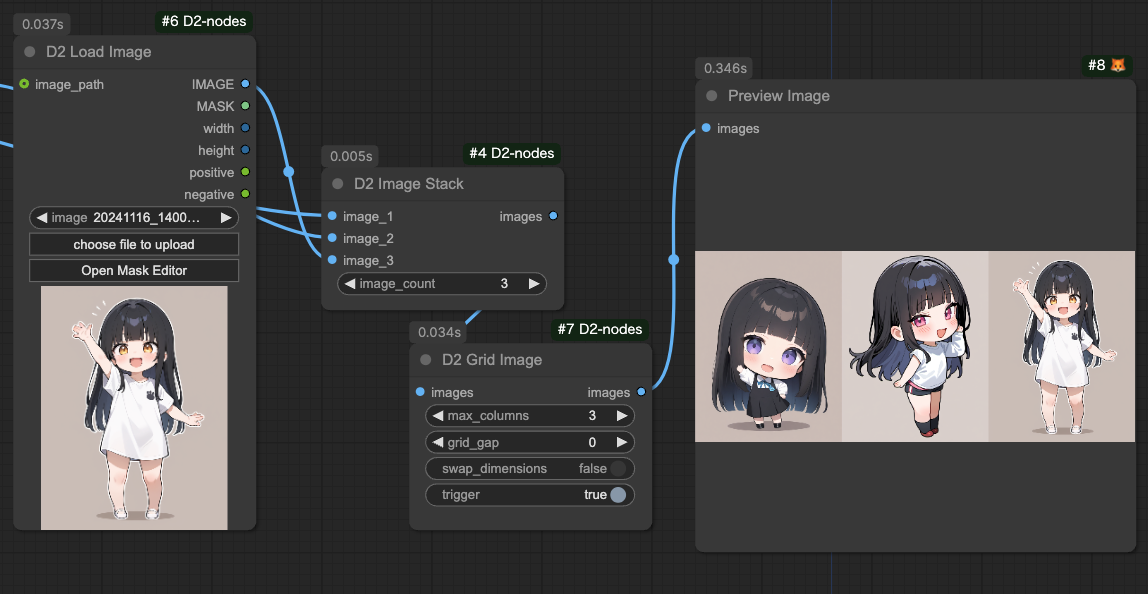 0.037s
#6 D2-nodes
D2 Load Image
image_path
IMAGE
MASK
width
height
positive
negative
image 20241116_1400...
choose file to upload
Open Mask Editor
0.005s
#4 D2-nodes
D2 Image Stack
image_1
images
image_2
image_3
image_count 3
0.034s
#7 D2-nodes
D2 Grid Image
images
images
max_columns 3
grid_gap 0
swap_dimensions false
trigger true
0.346s
#8 🦊
Preview Image
images